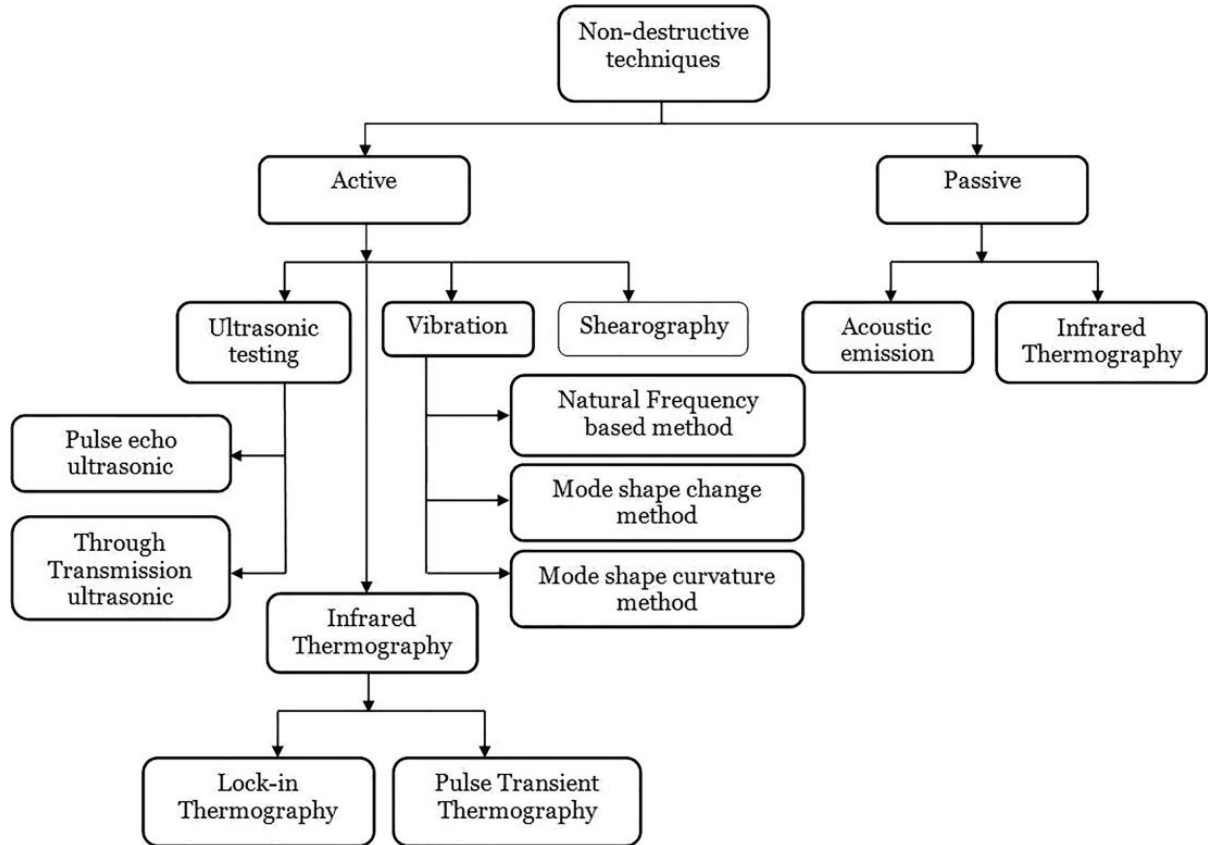 Non-destructive
techniques
Active
Passive
Ultrasonic
testing
Vibration
Shearography
Acoustic
emission
Infrared
Thermography
Natural Frequency
based method
Pulse echo
ultrasonic
Mode shape change
method
Through
Transmission
ultrasonic
Mode shape curvature
method
Infrared
Thermography
Lock-in
Thermography
Pulse Transient
Thermography